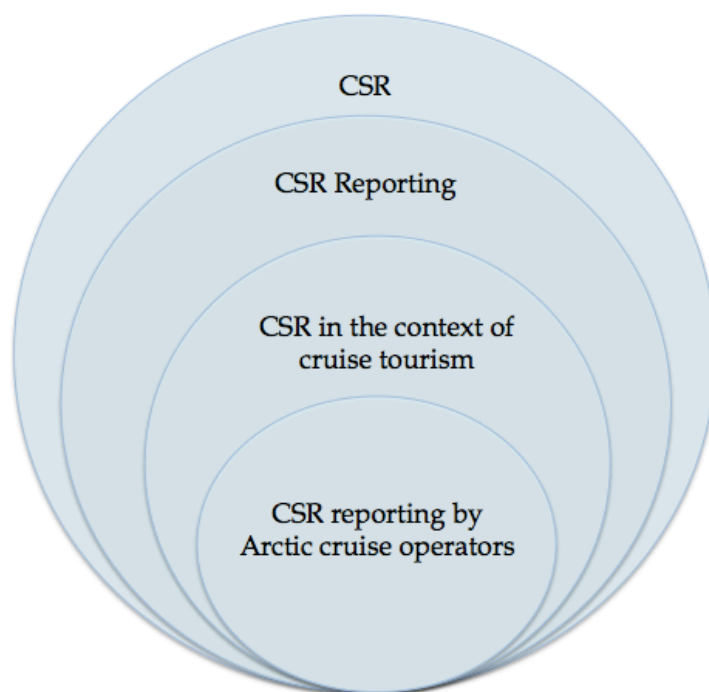 CSR
CSR Reporting
CSR in the context of
cruise tourism
CSR reporting by
Arctic cruise operators